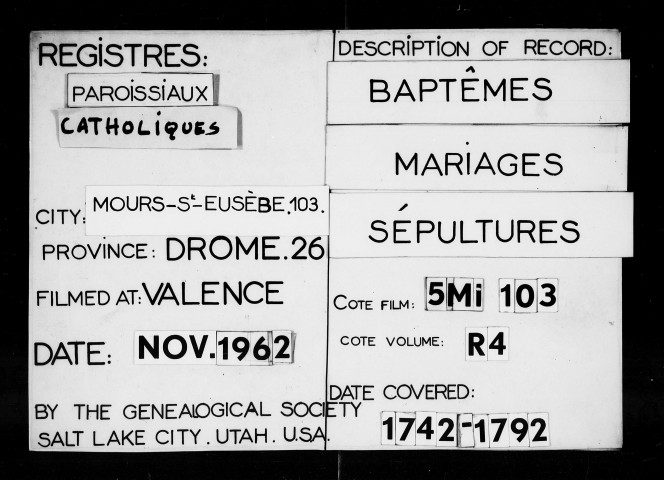 REGISTRES:
PAROISSIAUX
CATHOLIQUES
CITY: MOURS-St-EUSÈBE.103.
PROVINCE: DROME.26
FILMED AT: VALENCE
DATE: NOV.1962
BY THE GENEALOGICAL SOCIETY
SALT LAKE CITY. UTAH. U.S.A.
DESCRIPTION OF RECORD:
BAPTÊMES
MARIAGES
SÉPULTURES
COTE FILM: 5Mi 103
COTE VOLUME: R4
DATE COVERED:
1742-1792